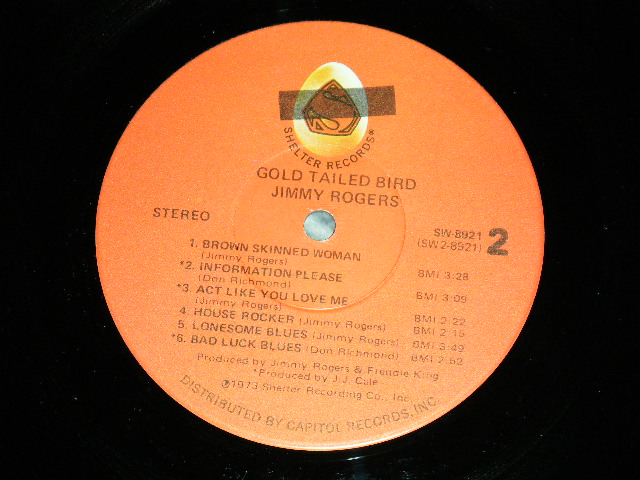 SHELTER RECORDS®
GOLD TAILED BIRD
JIMMY ROGERS
STEREO
SW-8921
(SW2-8921)
2
1. BROWN SKINNED WOMAN
(Jimmy Rogers) BMI 3:28
*2. INFORMATION PLEASE
(Don Richmond) BMI 3:09
*3. ACT LIKE YOU LOVE ME
(Jimmy Rogers) BMI 2:22
4. HOUSE ROCKER (Jimmy Rogers) BMI 2:15
5. LONESOME BLUES (Jimmy Rogers) BMI 3:49
*6. BAD LUCK BLUES (Don Richmond) BMI 2:52
Produced by Jimmy Rogers & Freddie King
*Produced by J.J. Cale
℗1973 Shelter Recording Co., Inc.
DISTRIBUTED BY CAPITOL RECORDS, INC.